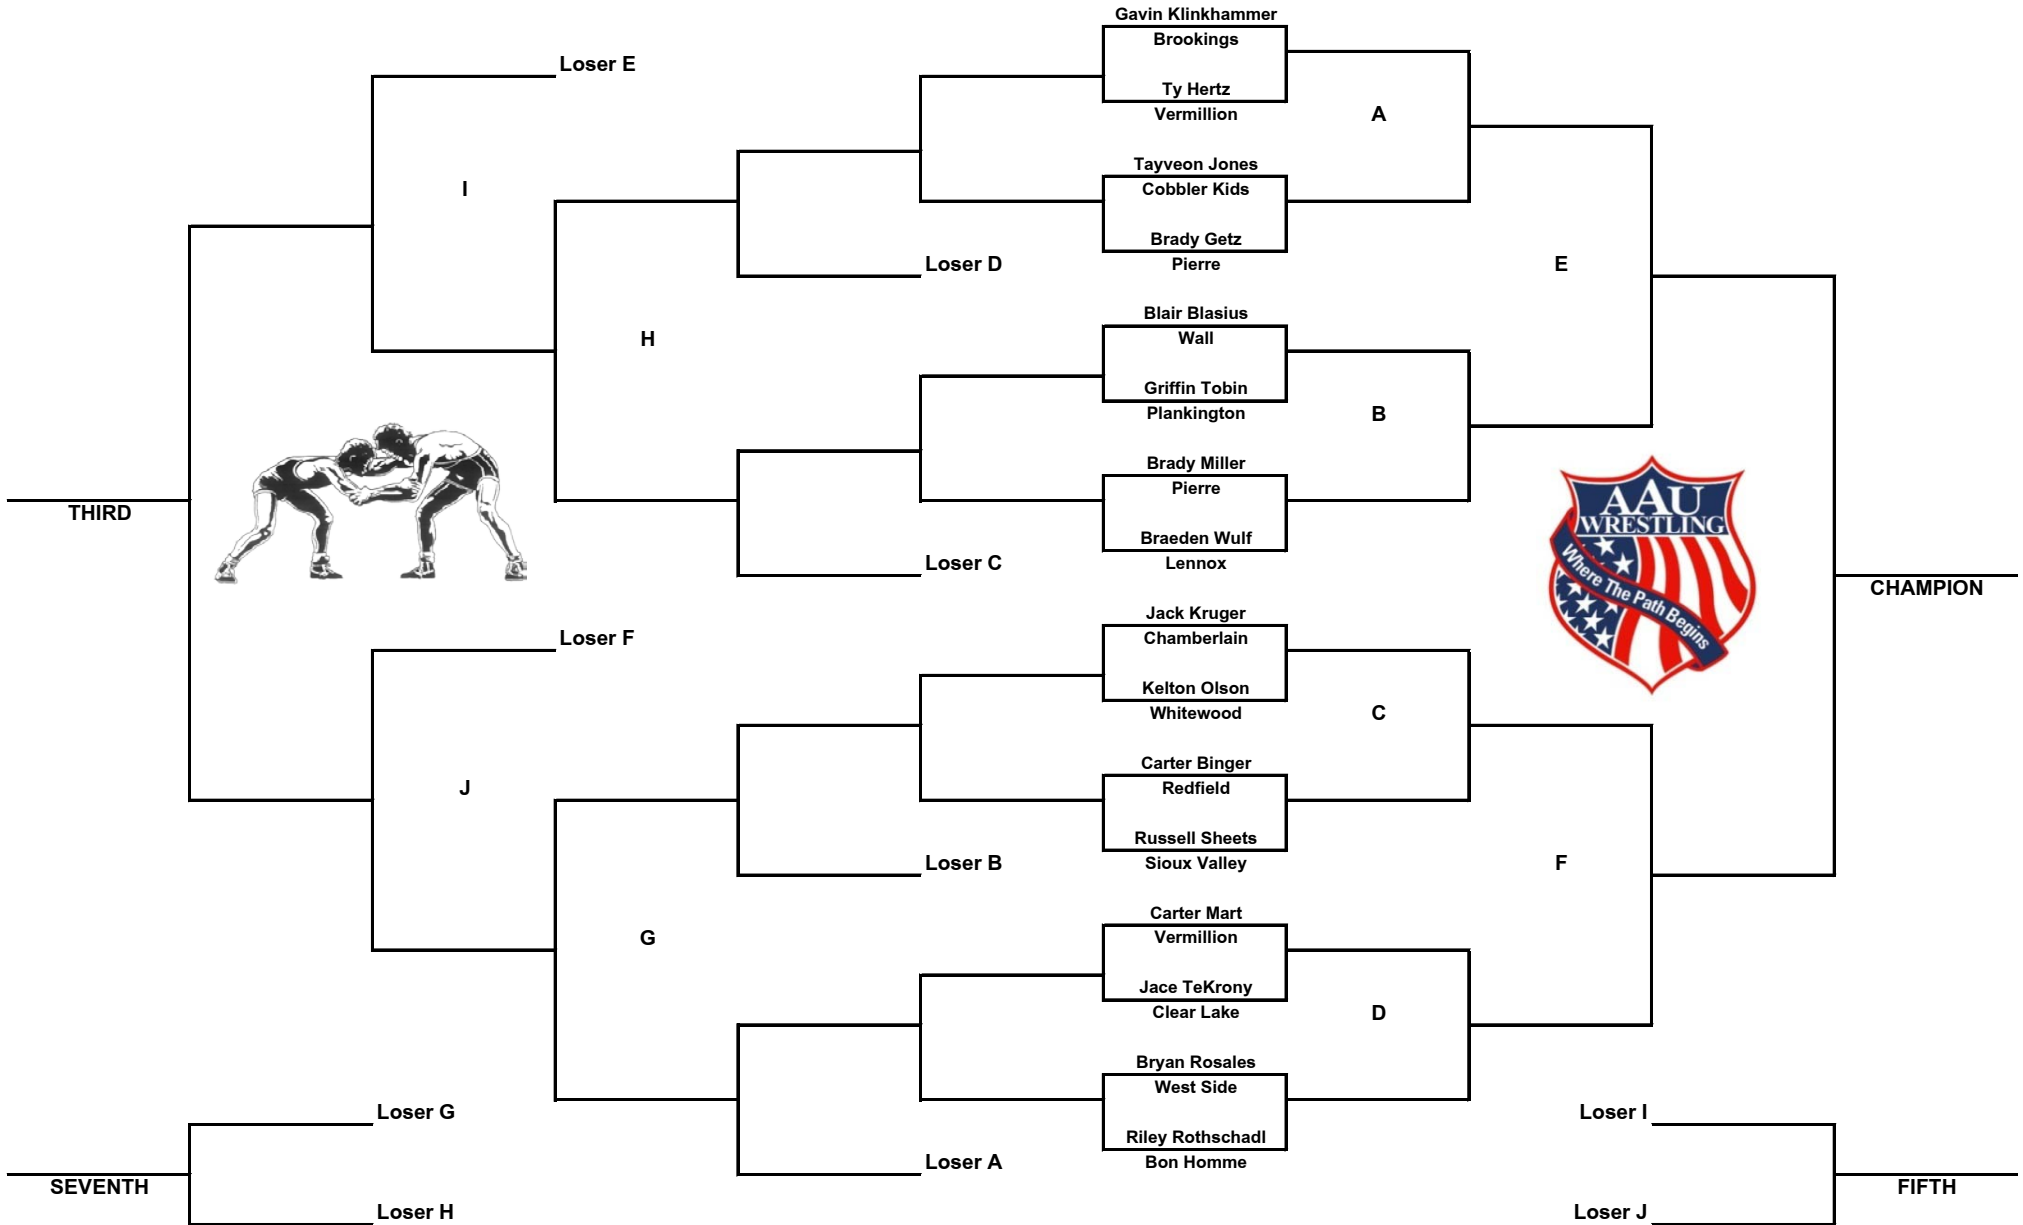 Gavin Klinkhammer
Brookings
Loser E
Ty Hertz
Vermillion
A
Tayveon Jones
I
Cobbler Kids
Brady Getz
Loser D
Pierre
E
Blair Blasius
H
Wall
Griffin Tobin
Plankington
B
Brady Miller
Pierre
THIRD
AAU
WRESTLING
Where The Path Begins
Braeden Wulf
Loser C
Lennox
CHAMPION
Jack Kruger
Loser F
Chamberlain
Kelton Olson
Whitewood
C
Carter Binger
J
Redfield
Russell Sheets
Loser B
Sioux Valley
F
Carter Mart
G
Vermillion
Jace TeKrony
Clear Lake
D
Bryan Rosales
West Side
Loser G
Loser I
Riley Rothschadl
Loser A
Bon Homme
SEVENTH
FIFTH
Loser H
Loser J